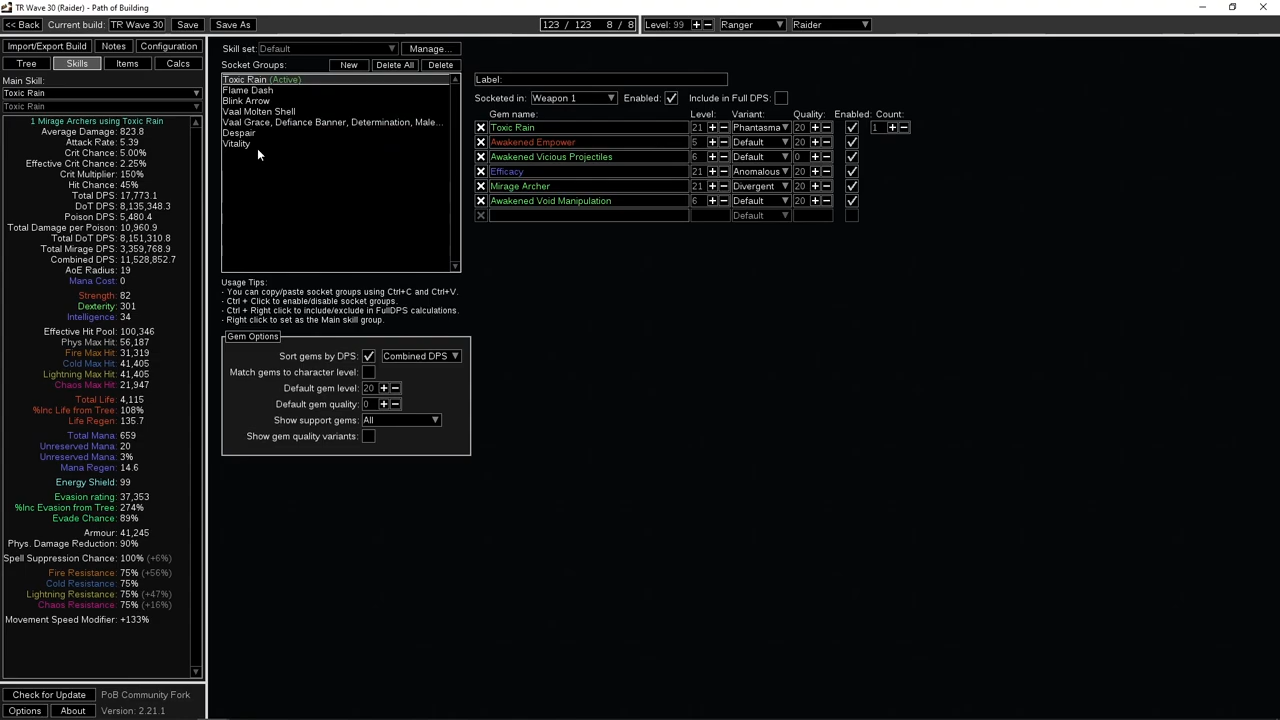 TR Wave 30 (Raider) - Path of Building
<< Back Current build: TR Wave 30 Save Save As 123 / 123 8 / 8 Level: 99 + - Ranger Raider
Import/Export Build Notes Configuration
Tree Skills Items Calcs
Main Skill:
Toxic Rain
Toxic Rain
1 Mirage Archers using Toxic Rain
Average Damage: 823.8
Attack Rate: 5.39
Crit Chance: 5.00%
Effective Crit Chance: 2.25%
Crit Multiplier: 150%
Hit Chance: 45%
Total DPS: 17,773.1
DoT DPS: 8,135,348.3
Poison DPS: 5,480.4
Total Damage per Poison: 10,960.9
Total DoT DPS: 8,151,310.8
Total Mirage DPS: 3,359,768.9
Combined DPS: 11,528,852.7
AoE Radius: 19
Mana Cost: 0
Strength: 82
Dexterity: 301
Intelligence: 34
Effective Hit Pool: 100,346
Phys Max Hit: 56,187
Fire Max Hit: 31,319
Cold Max Hit: 41,405
Lightning Max Hit: 41,405
Chaos Max Hit: 21,947
Total Life: 4,115
%Inc Life from Tree: 108%
Life Regen: 135.7
Total Mana: 659
Unreserved Mana: 20
Unreserved Mana: 3%
Mana Regen: 14.6
Energy Shield: 99
Evasion rating: 37,353
%Inc Evasion from Tree: 274%
Evade Chance: 89%
Armour: 41,245
Phys. Damage Reduction: 90%
Spell Suppression Chance: 100% (+6%)
Fire Resistance: 75% (+56%)
Cold Resistance: 75%
Lightning Resistance: 75% (+47%)
Chaos Resistance: 75% (+16%)
Movement Speed Modifier: +133%
Check for Update PoB Community Fork
Options About Version: 2.21.1
Skill set: Default Manage...
Socket Groups: New Delete All Delete
Toxic Rain (Active)
Flame Dash
Blink Arrow
Vaal Molten Shell
Vaal Grace, Defiance Banner, Determination, Male...
Despair
Vitality
Usage Tips:
- You can copy/paste socket groups using Ctrl+C and Ctrl+V.
- Ctrl + Click to enable/disable socket groups.
- Ctrl + Right click to include/exclude in FullDPS calculations.
- Right click to set as the Main skill group.
Gem Options
Sort gems by DPS: Combined DPS
Match gems to character level:
Default gem level: 20 + -
Default gem quality: 0 + -
Show support gems: All
Show gem quality variants:
Label:
Socketed in: Weapon 1 Enabled: Include in Full DPS:
Gem name: Level: Variant: Quality: Enabled: Count:
Toxic Rain 21 + - Phantasma 20 + - 1 + -
Awakened Empower 5 + - Default 20 + -
Awakened Vicious Projectiles 6 + - Default 0 + -
Efficacy 21 + - Anomalous 20 + -
Mirage Archer 21 + - Divergent 20 + -
Awakened Void Manipulation 6 + - Default 20 + -
Default